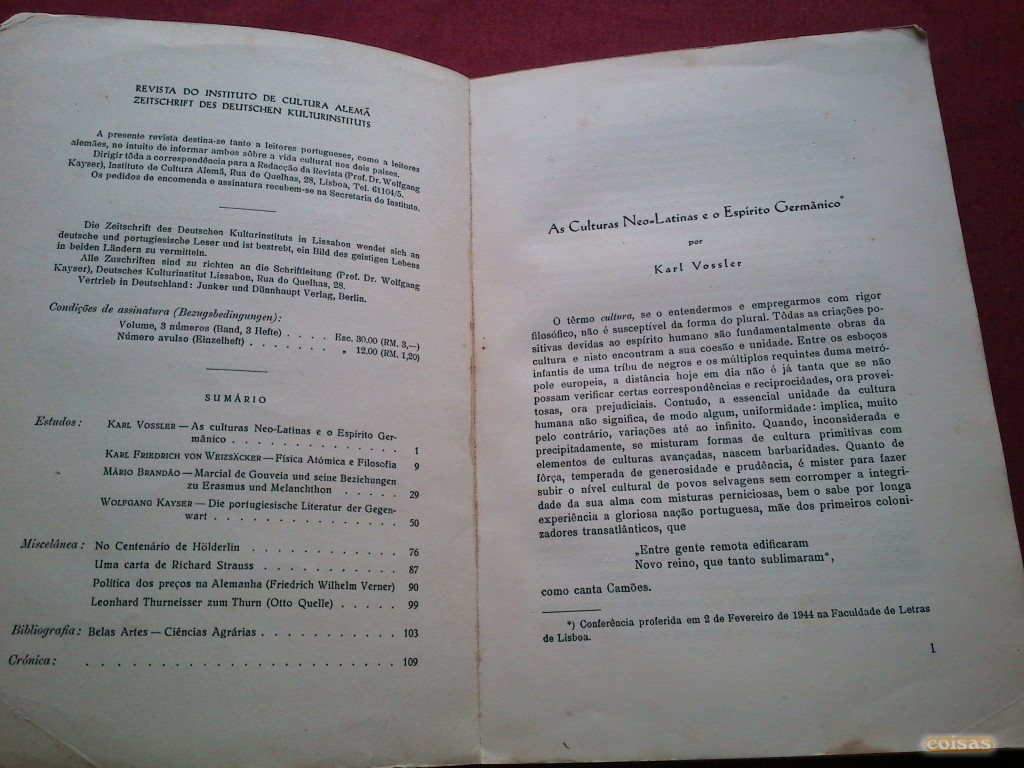 REVISTA DO INSTITUTO DE CULTURA ALEMÃ
ZEITSCHRIFT DES DEUTSCHEN KULTURINSTITUTS
A presente revista destina-se tanto a leitores portugueses, como a leitores
alemães, no intuito de informar ambos sôbre a vida cultural nos dois países.
Dirigir tôda a correspondência para a Redacção da Revista (Prof. Dr. Wolfgang
Kayser), Instituto de Cultura Alemã, Rua do Quelhas, 28, Lisboa, Tel. 61104/5.
Os pedidos de encomenda e assinatura recebem-se na Secretaria do Instituto.
Die Zeitschrift des Deutschen Kulturinstituts in Lissabon wendet sich an
deutsche und portugiesische Leser und ist bestrebt, ein Bild des geistigen Lebens
in beiden Ländern zu vermitteln.
Alle Zuschriften sind zu richten an die Schriftleitung (Prof. Dr. Wolfgang
Kayser), Deutsches Kulturinstitut Lissabon, Rua do Quelhas, 28.
Vertrieb in Deutschland: Junker und Dünnhaupt Verlag, Berlin.
Condições de assinatura (Bezugsbedingungen):
Volume, 3 números (Band, 3 Hefte) . . . . Esc. 30.00 (RM. 3,—)
Número avulso (Einzelheft) . . . . . . . „ 12.00 (RM. 1,20)
SUMÁRIO
Estudos: KARL VOSSLER — As culturas Neo-Latinas e o Espírito Ger-
mânico . . . . . . . . . . . . . 1
KARL FRIEDRICH VON WEIZSÄCKER — Física Atómica e Filosofia 9
MÁRIO BRANDÃO — Marcial de Gouveia und seine Beziehungen
zu Erasmus und Melanchthon . . . . . 29
WOLFGANG KAYSER — Die portugiesische Literatur der Gegen-
wart . . . . . . . . . . . . . . 50
Miscelânea: No Centenário de Hölderlin . . . . . . . . . . . 76
Uma carta de Richard Strauss . . . . . . . . . . 87
Política dos preços na Alemanha (Friedrich Wilhelm Verner) 90
Leonhard Thurneisser zum Thurn (Otto Quelle) . . . . . 99
Bibliografia: Belas Artes — Ciências Agrárias . . . . . . . . . . 103
Crónica: . . . . . . . . . . . . . . . . . . . . . . . 109
As Culturas Neo-Latinas e o Espírito Germânico*
por
Karl Vossler
O têrmo cultura, se o entendermos e empregarmos com rigor
filosófico, não é susceptível da forma do plural. Tôdas as criações po-
sitivas devidas ao espírito humano são fundamentalmente obras da
cultura e nisto encontram a sua coesão e unidade. Entre os esboços
infantis de uma tríbu de negros e os múltiplos requintes duma metró-
pole europeia, a distância hoje em dia não é já tanta que se não
possam verificar certas correspondências e reciprocidades, ora provei-
tosas, ora prejudiciais. Contudo, a essencial unidade da cultura
humana não significa, de modo algum, uniformidade: implica, muito
pelo contrário, variações até ao infinito. Quando, inconsiderada e
precipitadamente, se misturam formas de cultura primitivas com
elementos de culturas avançadas, nascem barbaridades. Quanto de
fôrça, temperada de generosidade e prudência, é mister para fazer
subir o nível cultural de povos selvagens sem corromper a integri-
dade da sua alma com misturas perniciosas, bem o sabe por longa
experiência a gloriosa nação portuguesa, mãe dos primeiros coloni-
zadores transatlânticos, que
„Entre gente remota edificaram
Novo reino, que tanto sublimaram“,
como canta Camões.
*) Conferência proferida em 2 de Fevereiro de 1944 na Faculdade de Letras
de Lisboa.
1
coisas